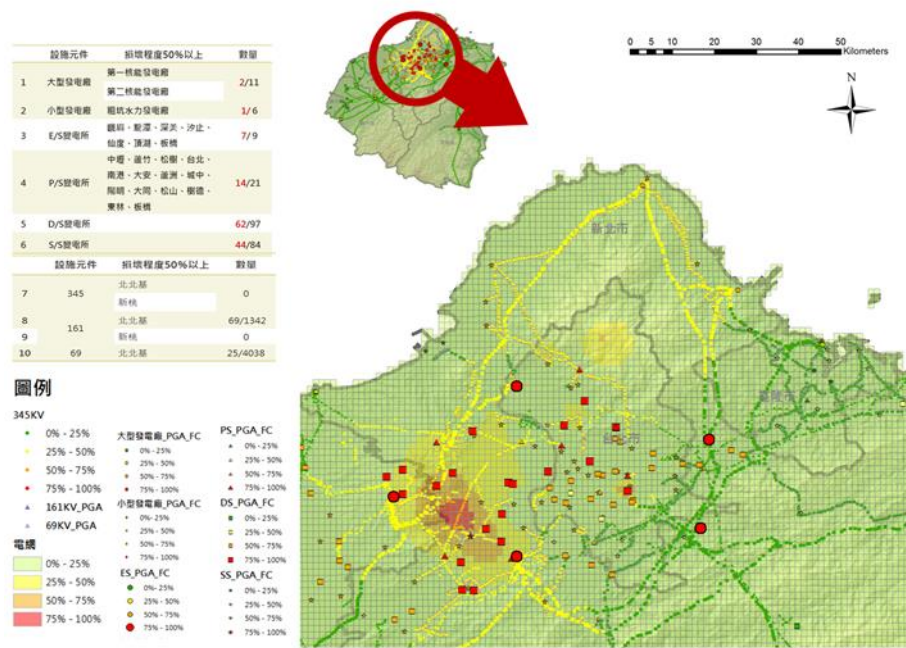 設施元件 損壞程度50%以上 數量
1 大型發電廠 第一核能發電廠 2/11
第二核能發電廠
2 小型發電廠 粗坑水力發電廠 1/6
3 E/S變電所 龍潭、深美、汐止、 7/9
仙度、頂湖、板橋
4 P/S變電所 中壢、蘆竹、松樹、台北、 14/21
南港、大安、蘆洲、城中、
陽明、大同、松山、樹德、
東林、板橋
5 D/S變電所 62/97
6 S/S變電所 44/84
設施元件 損壞程度50%以上 數量
7 345 北北基 0
新桃
8 161 北北基 69/1342
9 新桃 0
10 69 北北基 25/4038
圖例
345KV
0% - 25%
25% - 50%
50% - 75%
75% - 100%
161KV_PGA
69KV_PGA
電網
0% - 25%
25% - 50%
50% - 75%
75% - 100%
大型發電廠_PGA_FC
0% - 25%
25% - 50%
50% - 75%
75% - 100%
小型發電廠_PGA_FC
0% - 25%
25% - 50%
50% - 75%
75% - 100%
ES_PGA_FC
0% - 25%
25% - 50%
50% - 75%
75% - 100%
PS_PGA_FC
0% - 25%
25% - 50%
50% - 75%
75% - 100%
DS_PGA_FC
0% - 25%
25% - 50%
50% - 75%
75% - 100%
SS_PGA_FC
0% - 25%
25% - 50%
50% - 75%
75% - 100%
0 5 10 20 30 40 50
Kilometers
N
新北市
台北市
基隆市